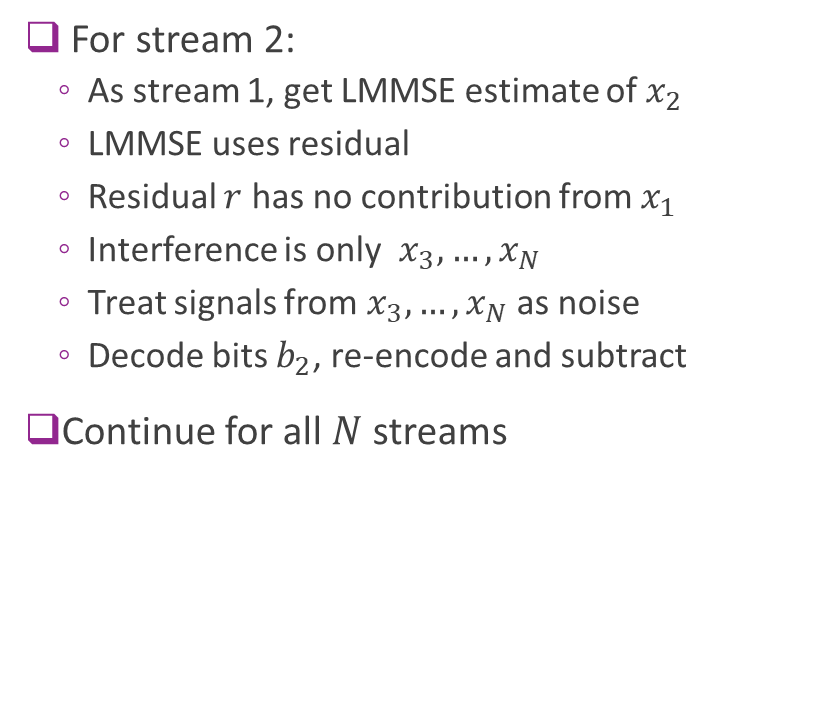 ❑ For stream 2:
◦ As stream 1, get LMMSE estimate of x₂
◦ LMMSE uses residual
◦ Residual r has no contribution from x₁
◦ Interference is only x₃, … , x_N
◦ Treat signals from x₃, … , x_N as noise
◦ Decode bits b₂, re-encode and subtract
❑Continue for all N streams